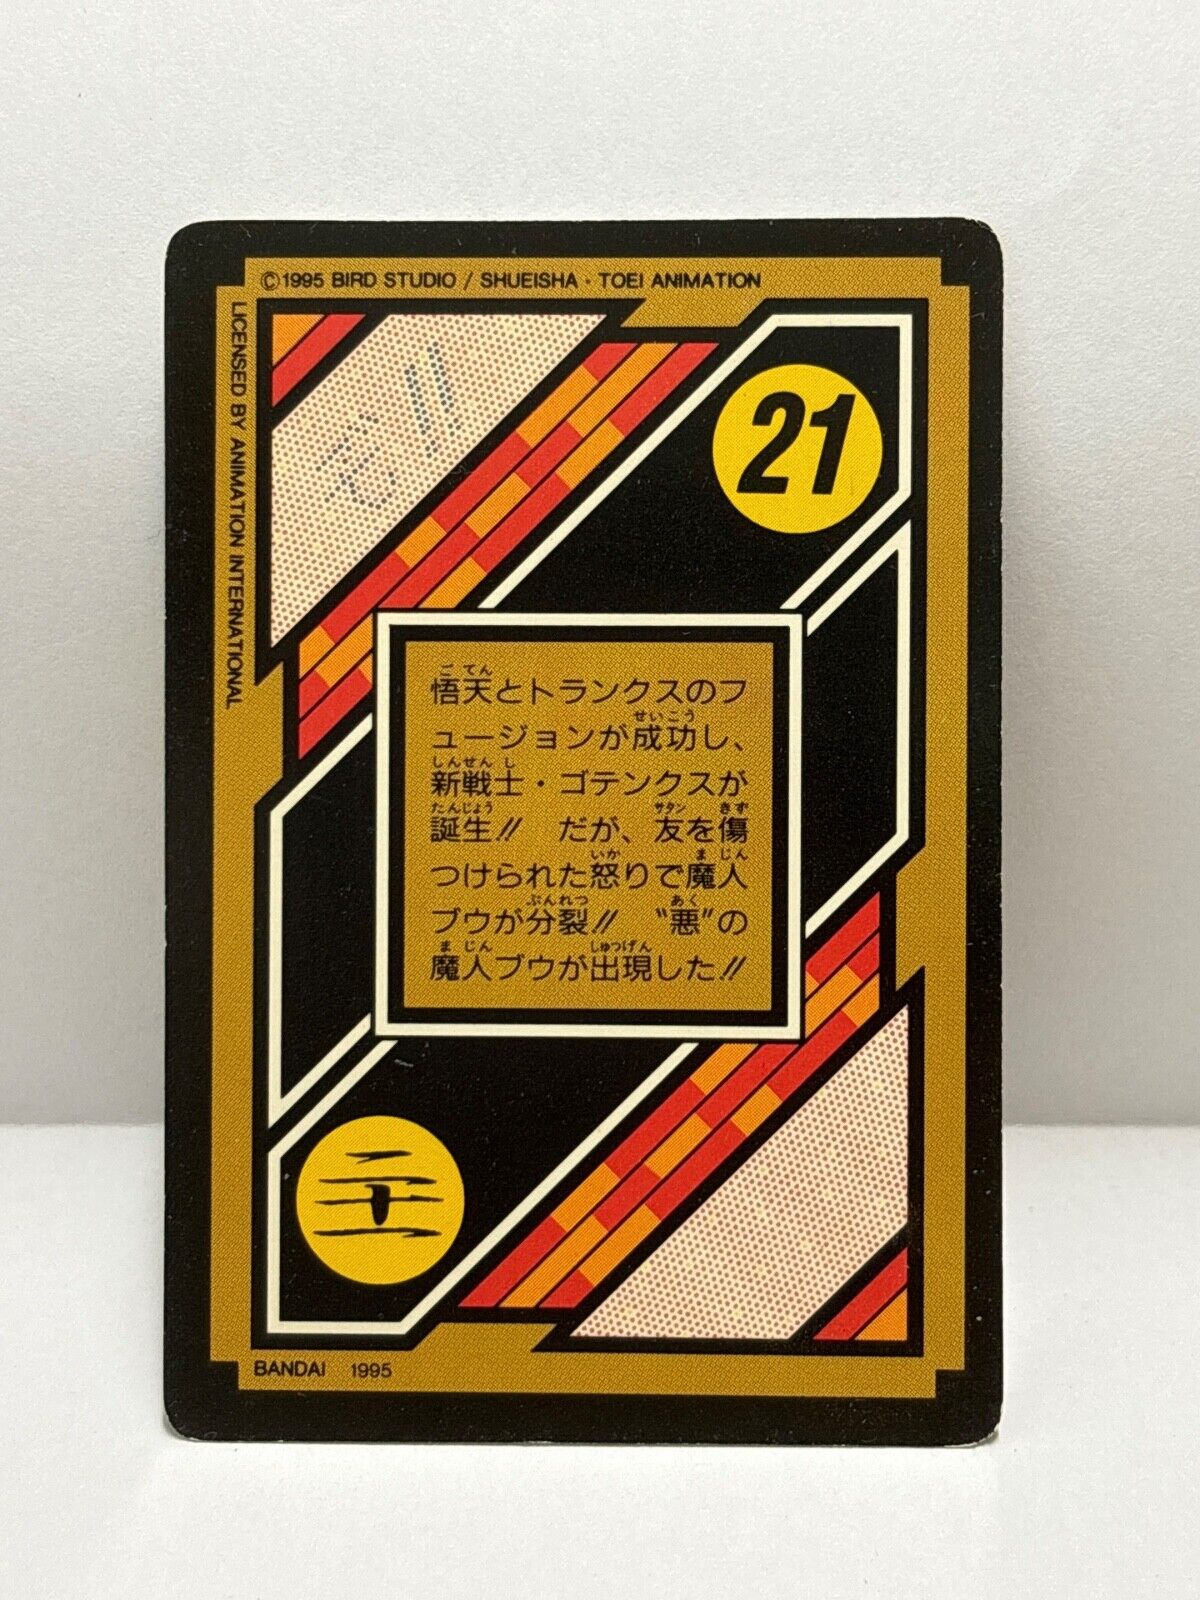 ©1995 BIRD STUDIO / SHUEISHA・TOEI ANIMATION
LICENSED BY ANIMATION INTERNATIONAL
21
悟天とトランクスのフ
ュージョンが成功し、
新戦士・ゴテンクスが
誕生!! だが、友を傷
つけられた怒りで魔人
ブウが分裂!! “悪”の
魔人ブウが出現した!!
BANDAI 1995